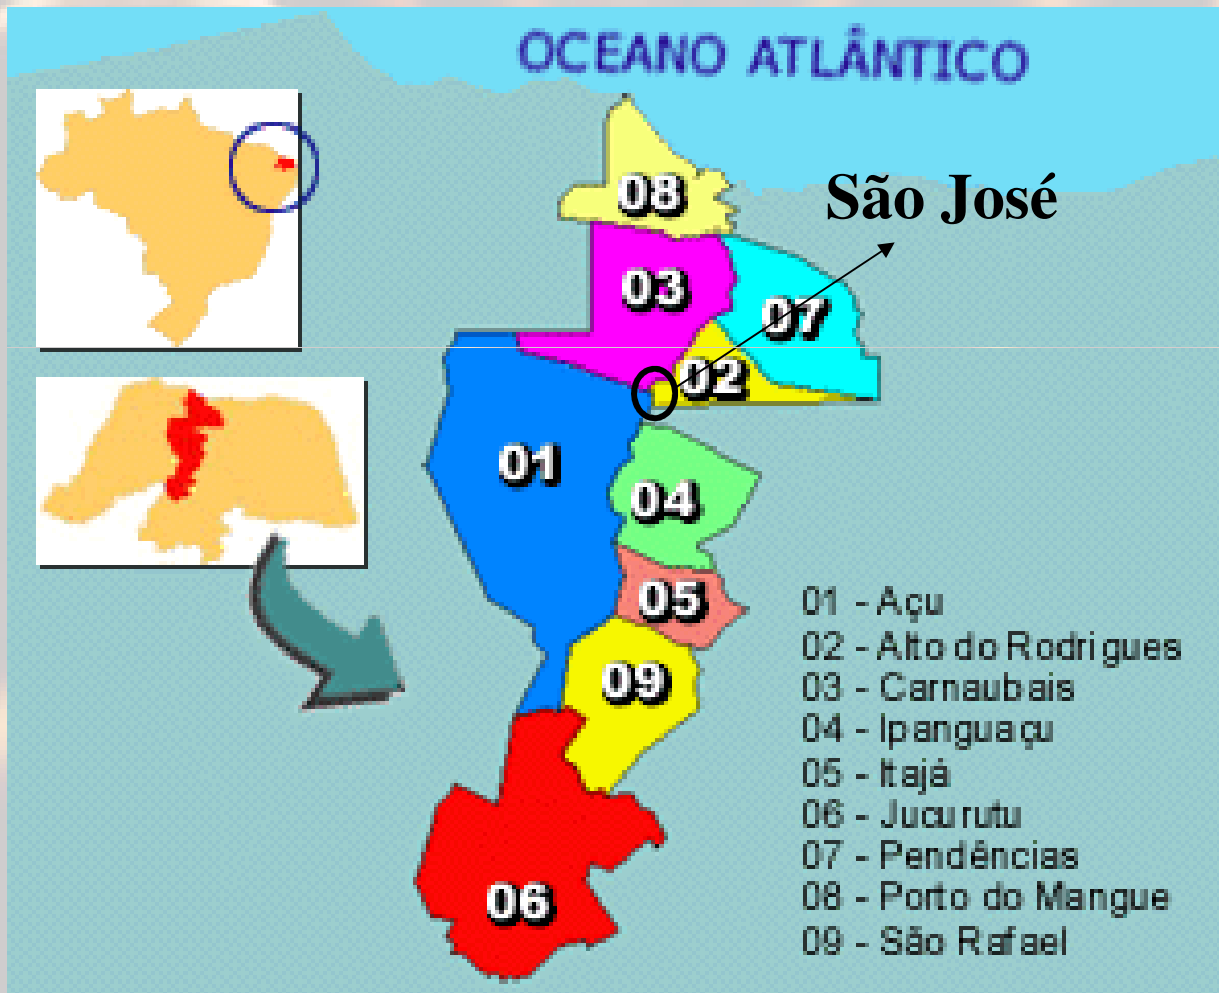 OCEANO ATLÂNTICO
São José
08
03
07
02
01
04
05
09
06
01 - Açu
02 - Alto do Rodrigues
03 - Carnaubais
04 - Ipanguaçu
05 - Itajá
06 - Jucurutu
07 - Pendências
08 - Porto do Mangue
09 - São Rafael